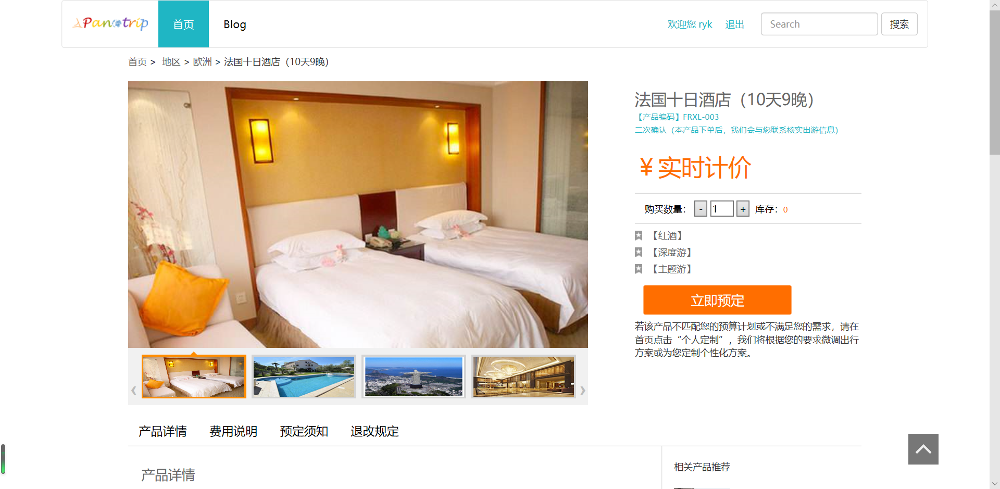 Panotrip
首页
Blog
欢迎您 ryk
退出
Search
搜索
首页 > 地区 > 欧洲 > 法国十日酒店（10天9晚）
法国十日酒店（10天9晚）
【产品编码】FRXL-003
二次确认（本产品下单后，我们会与您联系核实出游信息）
¥ 实时计价
购买数量： - 1 + 库存：0
【红酒】
【深度游】
【主题游】
立即预定
若该产品不匹配您的预算计划或不满足您的需求，请在
首页点击“个人定制”，我们将根据您的要求微调出行
方案或为您定制个性化方案。
产品详情
费用说明
预定须知
退改规定
产品详情
相关产品推荐